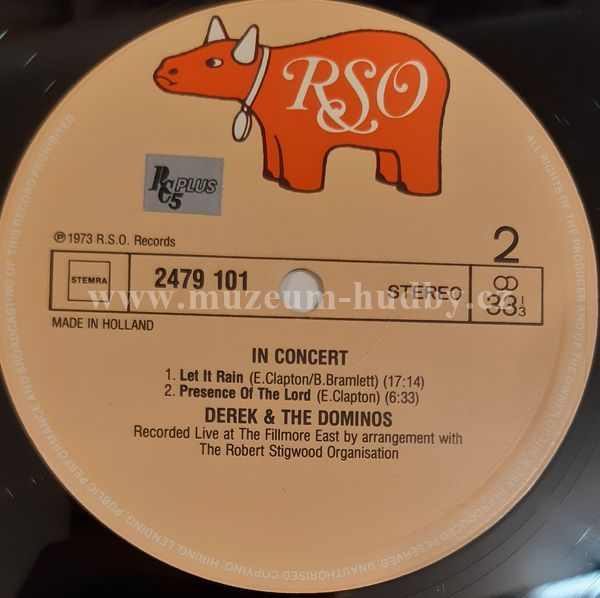 RSO
RC5 PLUS
℗ 1973 R.S.O. Records
2
STEMRA
2479 101
STEREO
33 1/3
MADE IN HOLLAND
www.muzeum-hudby.cz
IN CONCERT
1. Let It Rain (E.Clapton/B.Bramlett) (17:14)
2. Presence Of The Lord (E.Clapton) (6:33)
DEREK & THE DOMINOS
Recorded Live at The Fillmore East by arrangement with
The Robert Stigwood Organisation
ALL RIGHTS OF THE PRODUCER AND OF THE OWNER OF THE WORK REPRODUCED RESERVED. UNAUTHORISED COPYING, HIRING, LENDING, PUBLIC PERFORMANCE AND BROADCASTING OF THIS RECORD PROHIBITED